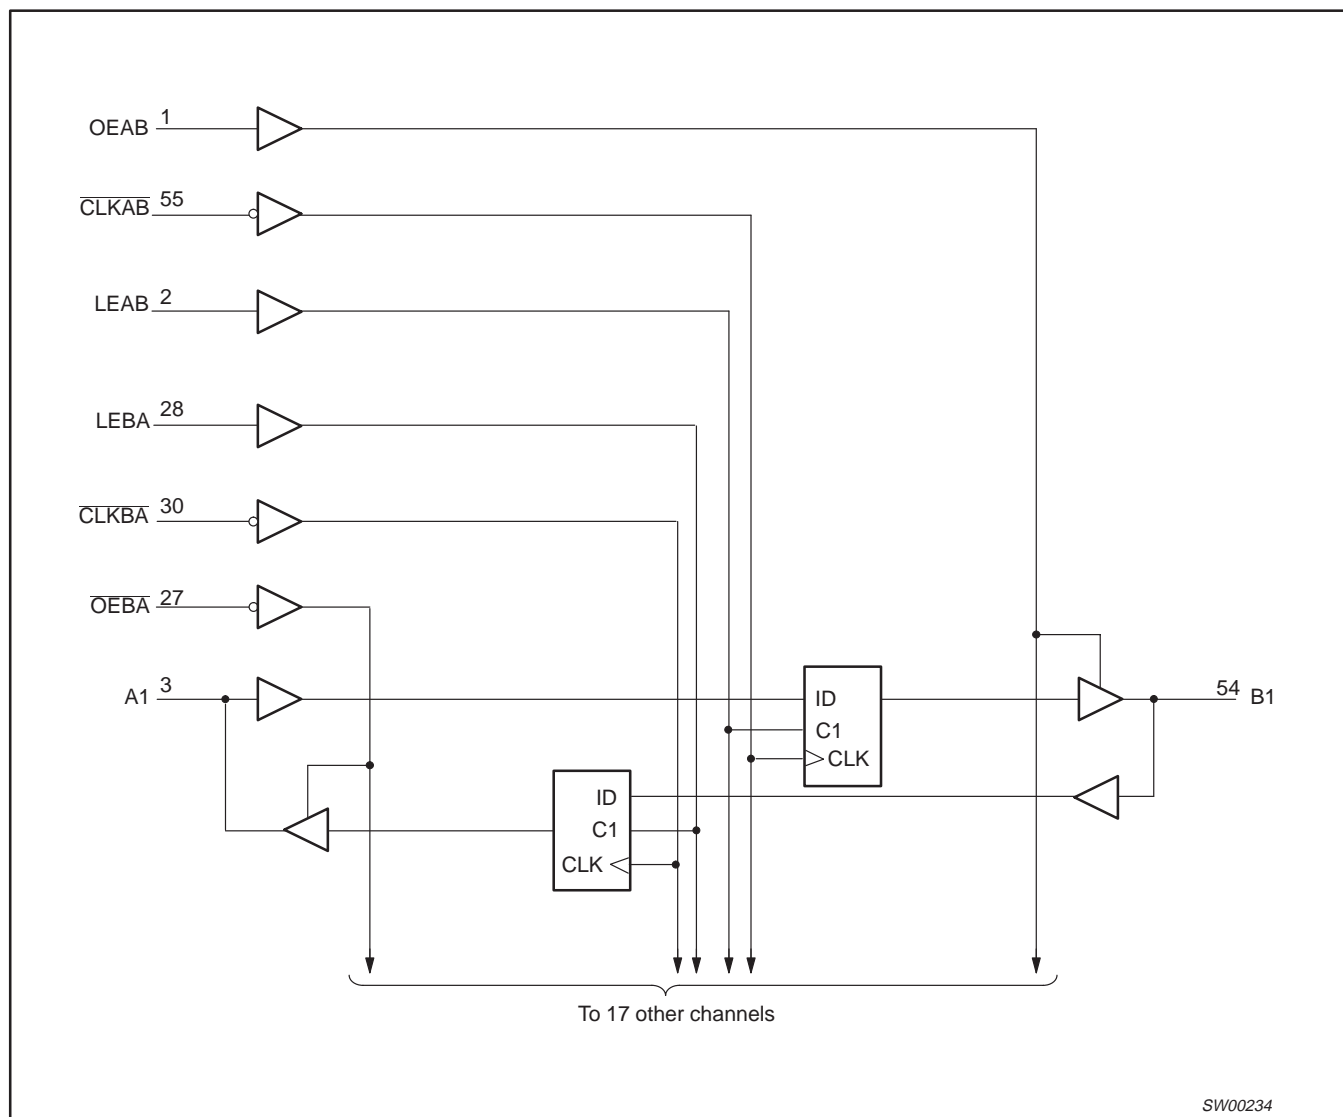 OEAB 1
CLKAB 55
LEAB 2
LEBA 28
CLKBA 30
OEBA 27
A1 3
ID
C1
CLK
54 B1
ID
C1
CLK
To 17 other channels
SW00234